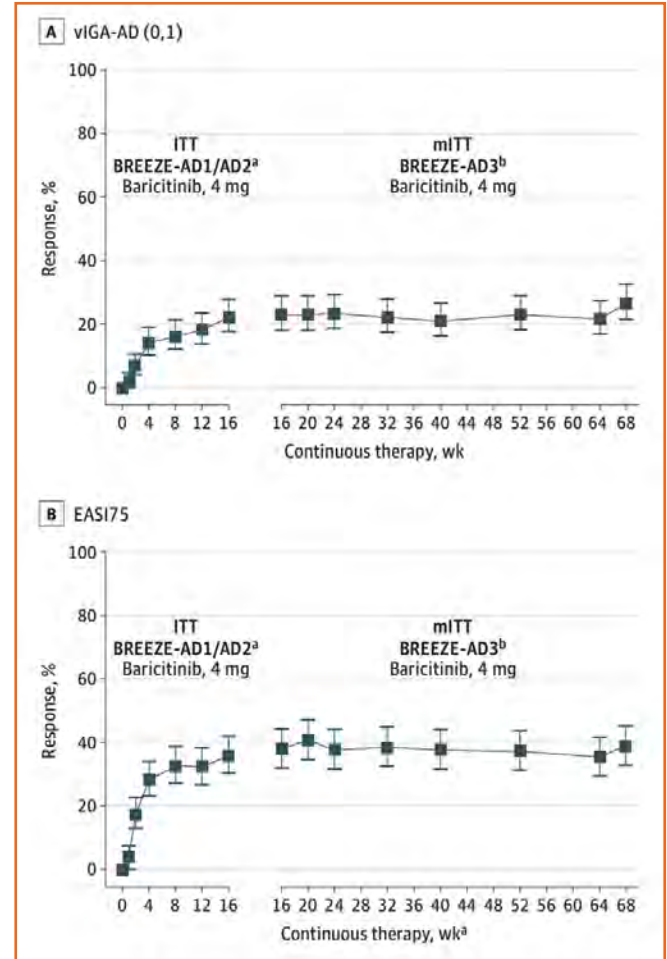 A vIGA-AD (0,1)
100
80
60
40
20
0
Response, %
ITT
BREEZE-AD1/AD2ᵃ
Baricitinib, 4 mg
mITT
BREEZE-AD3ᵇ
Baricitinib, 4 mg
0 4 8 12 16 16 20 24 28 32 36 40 44 48 52 56 60 64 68
Continuous therapy, wk
B EASI75
100
80
60
40
20
0
Response, %
ITT
BREEZE-AD1/AD2ᵃ
Baricitinib, 4 mg
mITT
BREEZE-AD3ᵇ
Baricitinib, 4 mg
0 4 8 12 16 16 20 24 28 32 36 40 44 48 52 56 60 64 68
Continuous therapy, wkᵃ